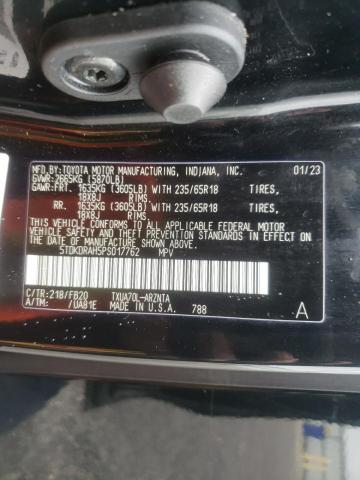 MFD.BY:TOYOTA MOTOR MANUFACTURING, INDIANA, INC. 01/23
GVWR:2665KG (5870LB)
GAWR:FRT. 1635KG (3605LB) WITH 235/65R18 TIRES,
18X8J RIMS.
RR. 1635KG (3605LB) WITH 235/65R18 TIRES,
18X8J RIMS.
THIS VEHICLE CONFORMS TO ALL APPLICABLE FEDERAL MOTOR
VEHICLE SAFETY AND THEFT PREVENTION STANDARDS IN
EFFECT ON THE DATE OF MANUFACTURE SHOWN ABOVE.
5TDKDRAH5PS017762 MPV
C/TR:218/FB20 TXUA70L-ARZNTA
A/TM: /UA81E MADE IN U.S.A. 788 A